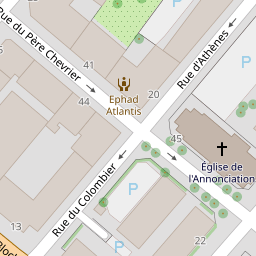 Rue du Père Chevrier
Rue d'Athènes
P
41
Ephad
Atlantis
20
44
45
Église de
l'Annonciation
Rue du Colombier
P
P
13
22
P